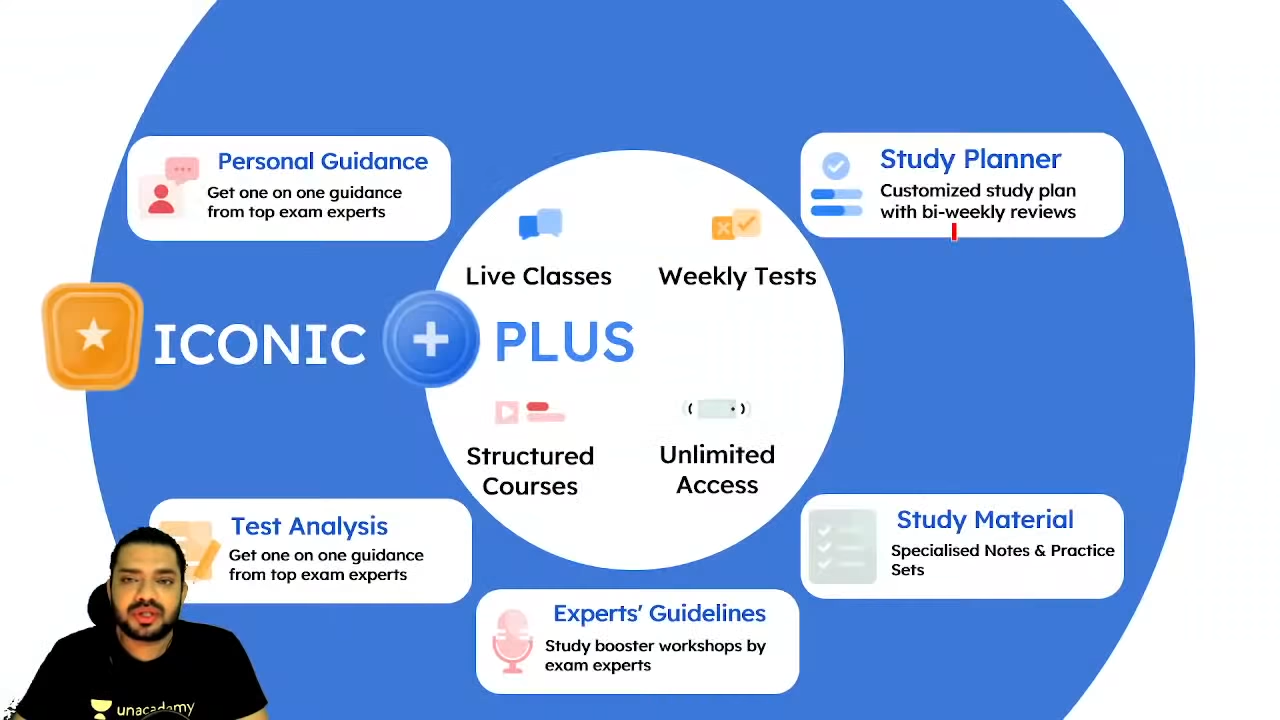 Personal Guidance
Get one on one guidance
from top exam experts
Study Planner
Customized study plan
with bi-weekly reviews
Live Classes
Weekly Tests
ICONIC
PLUS
Structured
Courses
Unlimited
Access
Test Analysis
Get one on one guidance
from top exam experts
Study Material
Specialised Notes & Practice
Sets
Experts' Guidelines
Study booster workshops by
exam experts
unacademy